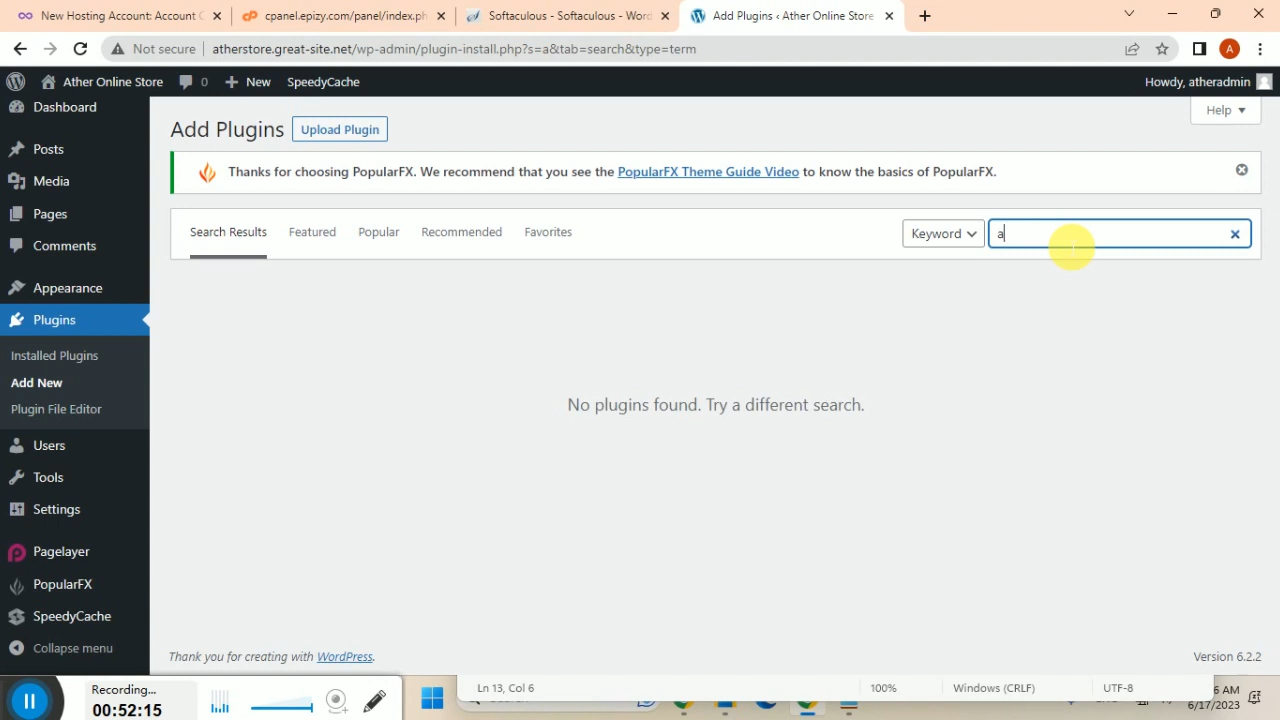 New Hosting Account: Account C
cpanel.epizy.com/panel/index.ph
Softaculous - Softaculous - Word
Add Plugins ‹ Ather Online Store
Not secure
atherstore.great-site.net/wp-admin/plugin-install.php?s=a&tab=search&type=term
A
Ather Online Store
0
New
SpeedyCache
Howdy, atheradmin
Dashboard
Posts
Media
Pages
Comments
Appearance
Plugins
Installed Plugins
Add New
Plugin File Editor
Users
Tools
Settings
Pagelayer
PopularFX
SpeedyCache
Collapse menu
Help
Add Plugins
Upload Plugin
Thanks for choosing PopularFX. We recommend that you see the PopularFX Theme Guide Video to know the basics of PopularFX.
Search Results
Featured
Popular
Recommended
Favorites
Keyword
a
No plugins found. Try a different search.
Thank you for creating with WordPress.
Version 6.2.2
Recording...
00:52:15
Ln 13, Col 6
100%
Windows (CRLF)
UTF-8
6 AM
6/17/2023